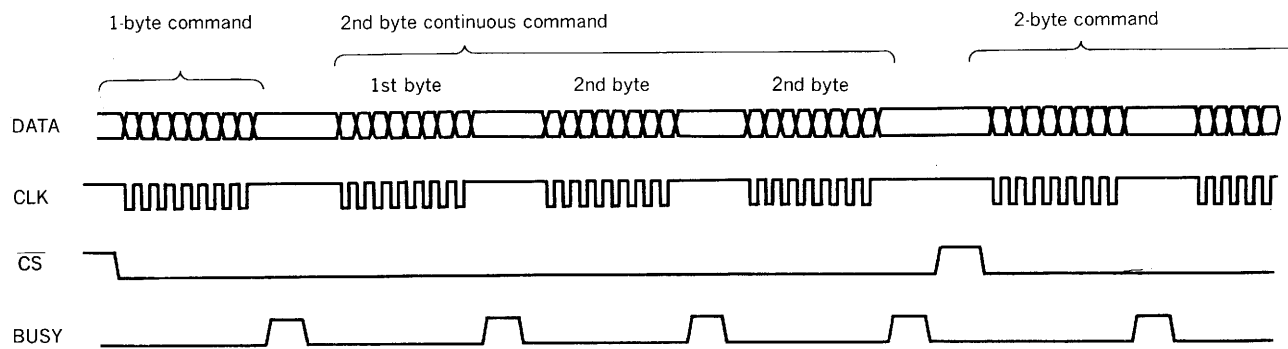 1-byte command 2nd byte continuous command 2-byte command
1st byte 2nd byte 2nd byte
DATA
CLK
CS
BUSY